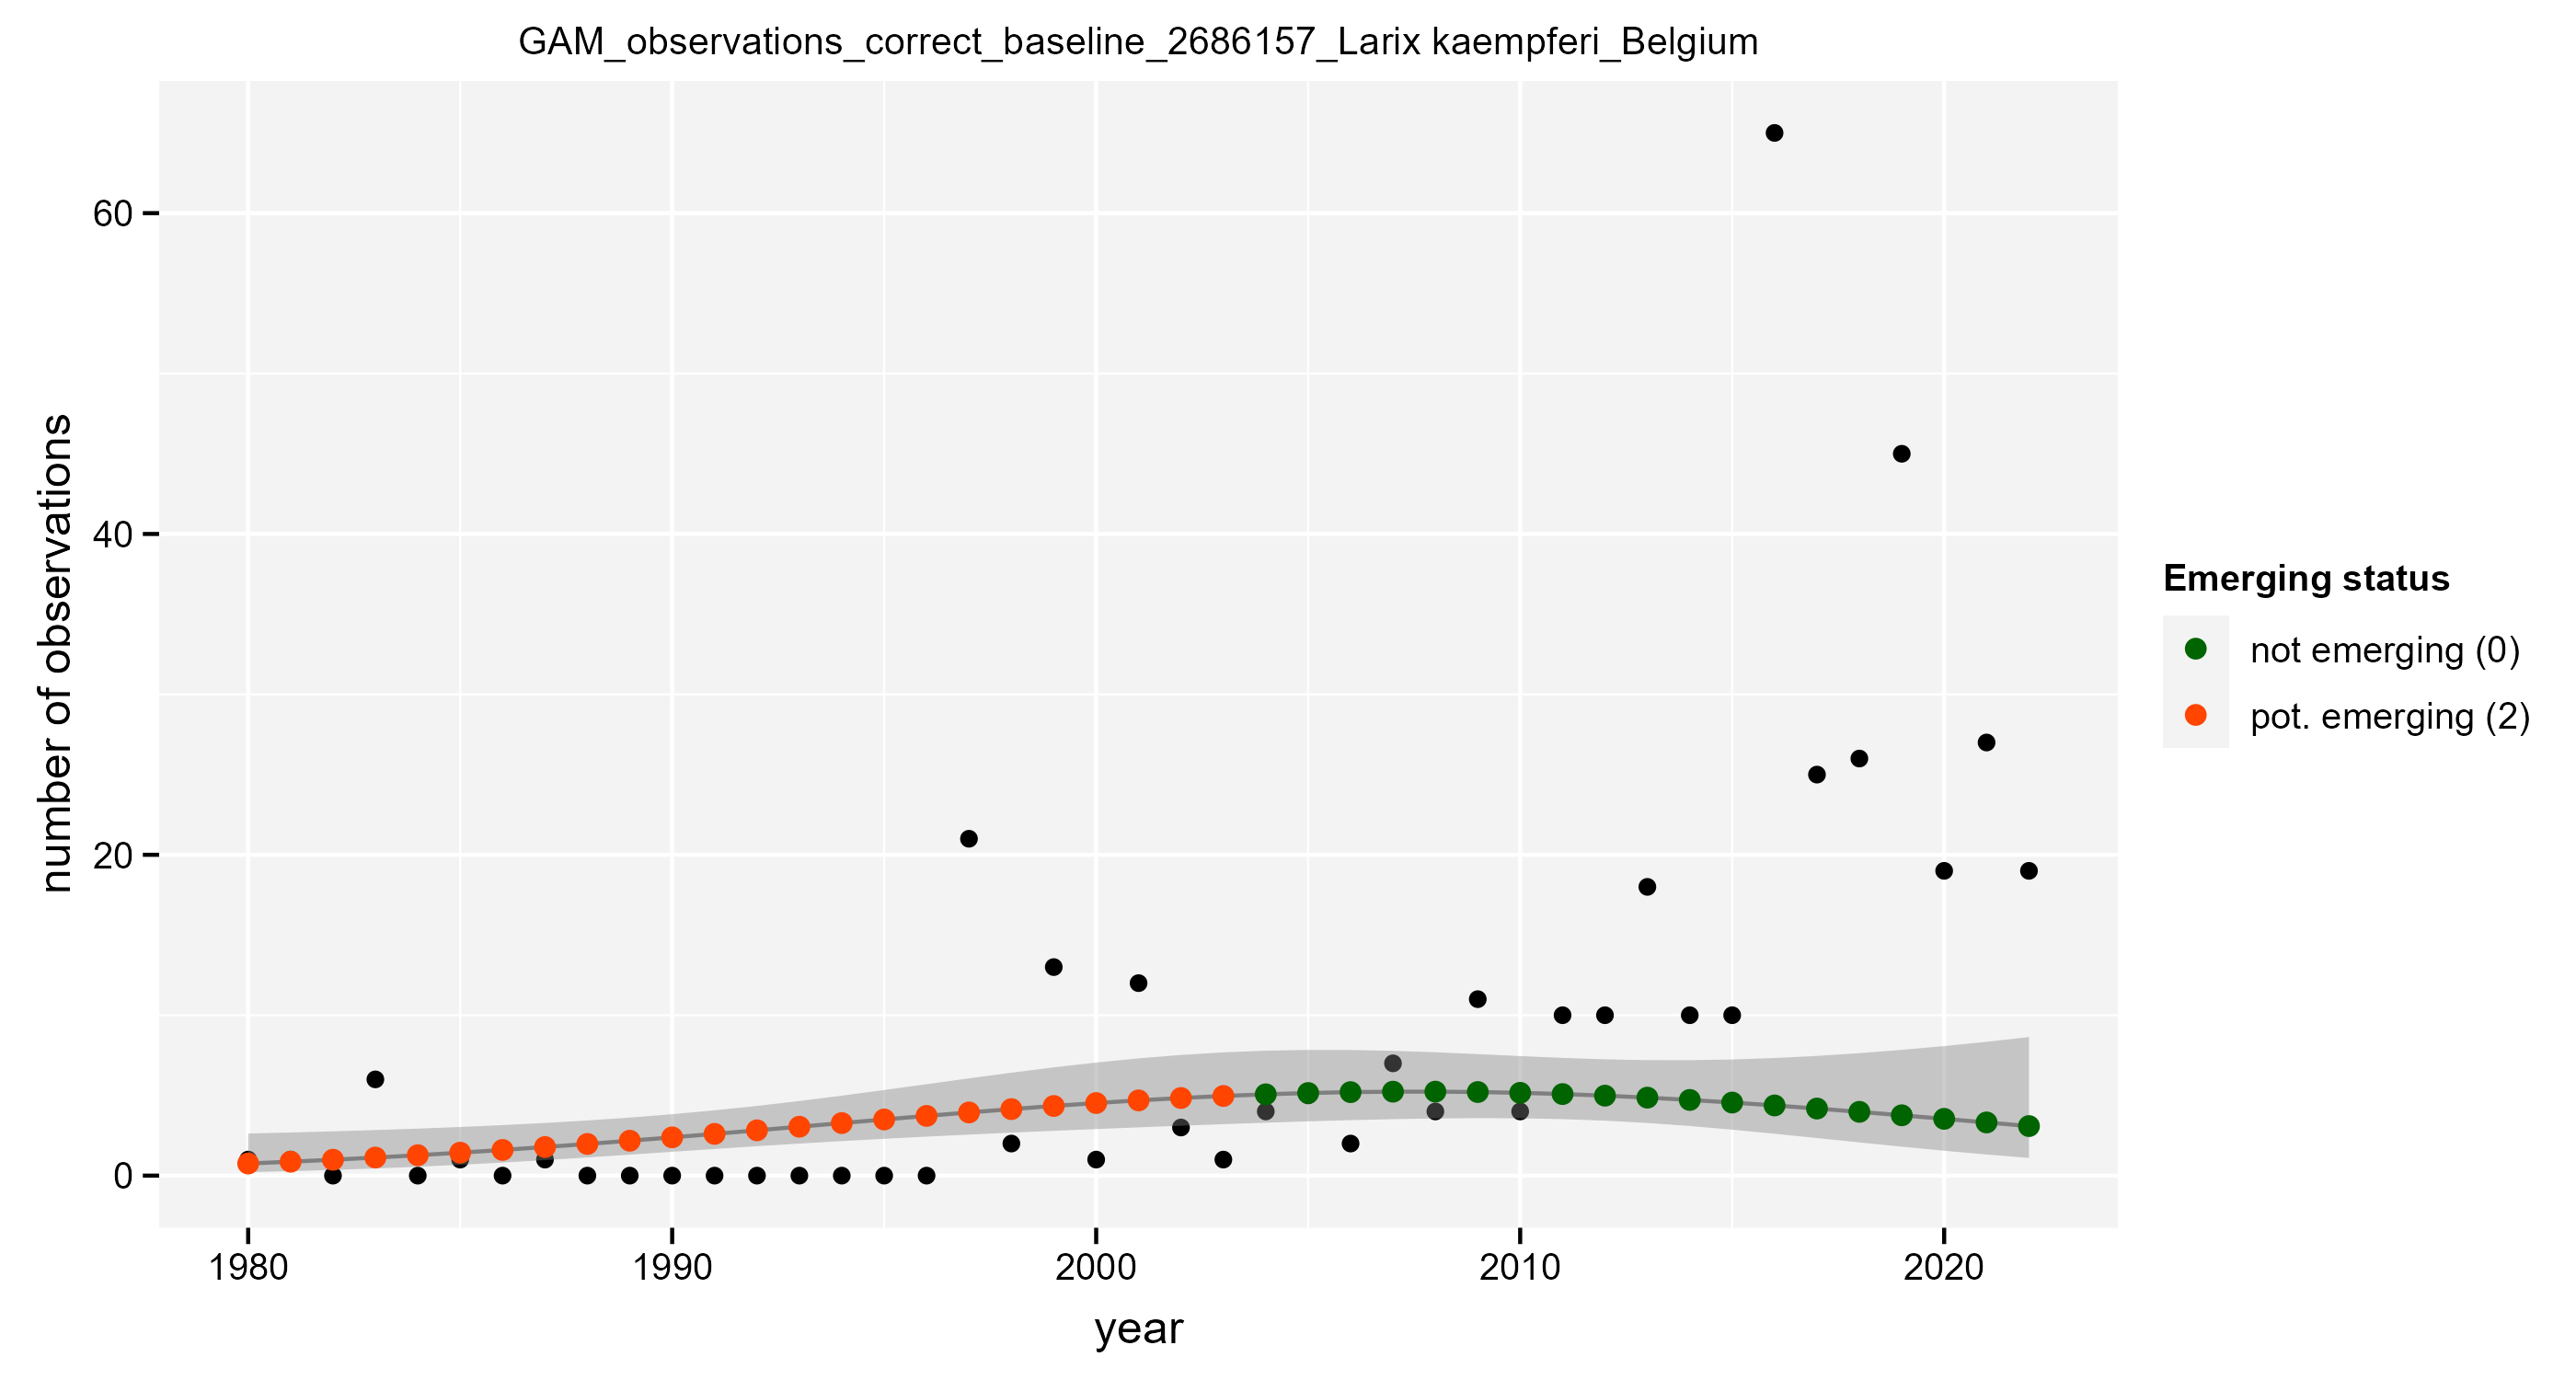 GAM_observations_correct_baseline_2686157_Larix kaempferi_Belgium
number of observations
60
40
20
0
1980
1990
2000
2010
2020
year
Emerging status
not emerging (0)
pot. emerging (2)